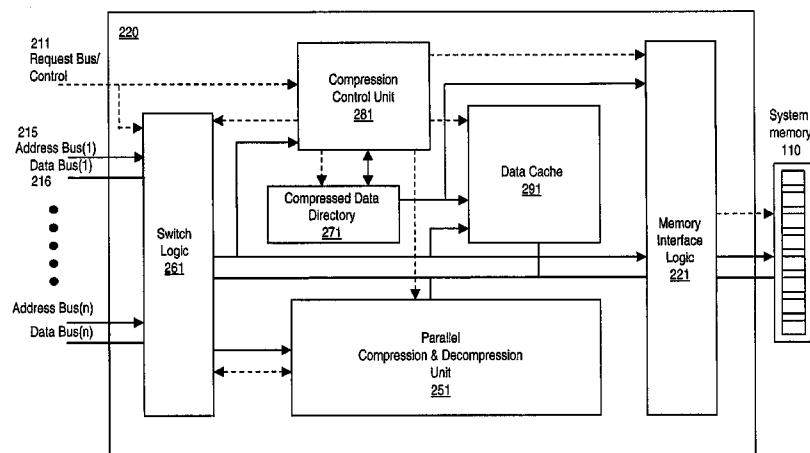 220
211
Request Bus/
Control
Compression
Control Unit
281
215
Address Bus(1)
Data Bus(1)
216
System
memory
110
Data Cache
291
Compressed Data
Directory
271
Switch
Logic
261
Memory
Interface
Logic
221
Address Bus(n)
Data Bus(n)
Parallel
Compression & Decompression
Unit
251